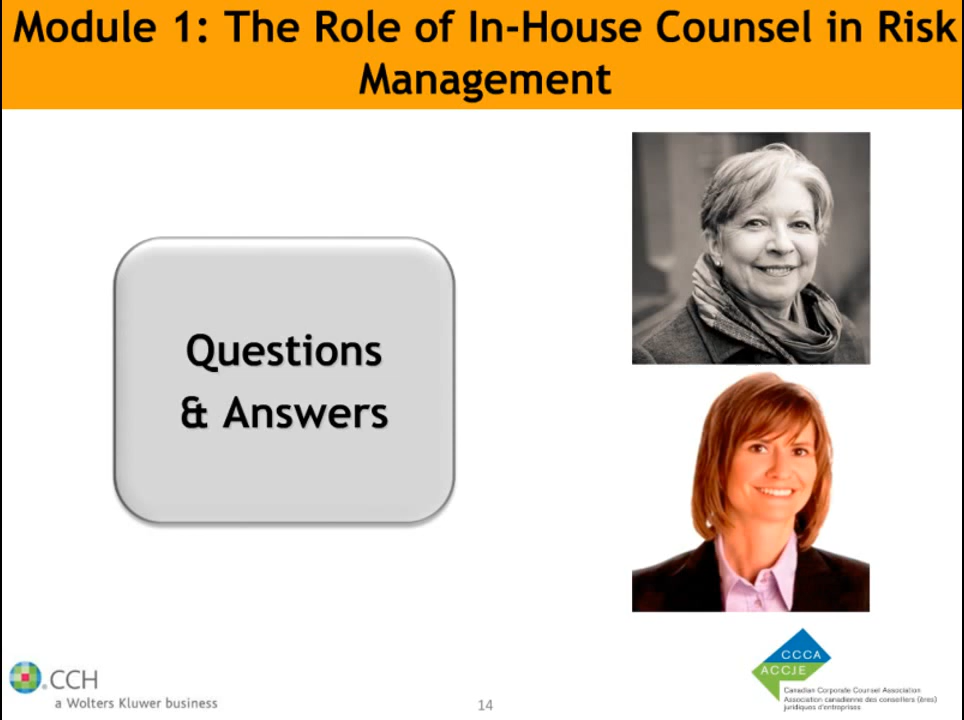 Module 1: The Role of In-House Counsel in Risk
Management
Questions
& Answers
CCH
a Wolters Kluwer business
14
CCCA
ACCJE
Canadian Corporate Counsel Association
Association canadienne des conseillers (ères)
juridiques d'entreprises